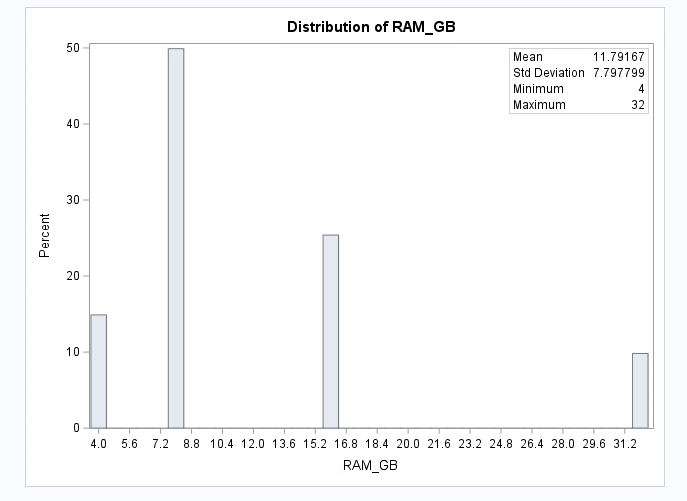 Distribution of RAM_GB
Mean 11.79167
Std Deviation 7.797799
Minimum 4
Maximum 32
50
40
30
20
10
0
Percent
4.0 5.6 7.2 8.8 10.4 12.0 13.6 15.2 16.8 18.4 20.0 21.6 23.2 24.8 26.4 28.0 29.6 31.2
RAM_GB